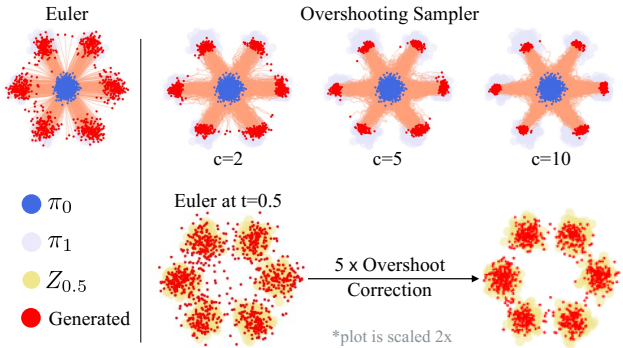 Euler
Overshooting Sampler
c=2
c=5
c=10
π₀
π₁
Z₀.₅
Generated
Euler at t=0.5
5 x Overshoot
Correction
*plot is scaled 2x